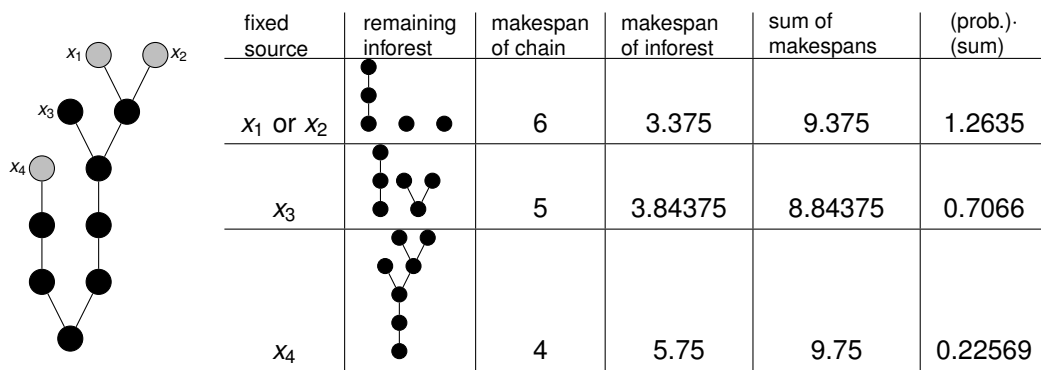 x1 x2
x3
x4
fixed source remaining inforest makespan of chain makespan of inforest sum of makespans (prob.)· (sum)
x1 or x2 6 3.375 9.375 1.2635
x3 5 3.84375 8.84375 0.7066
x4 4 5.75 9.75 0.22569